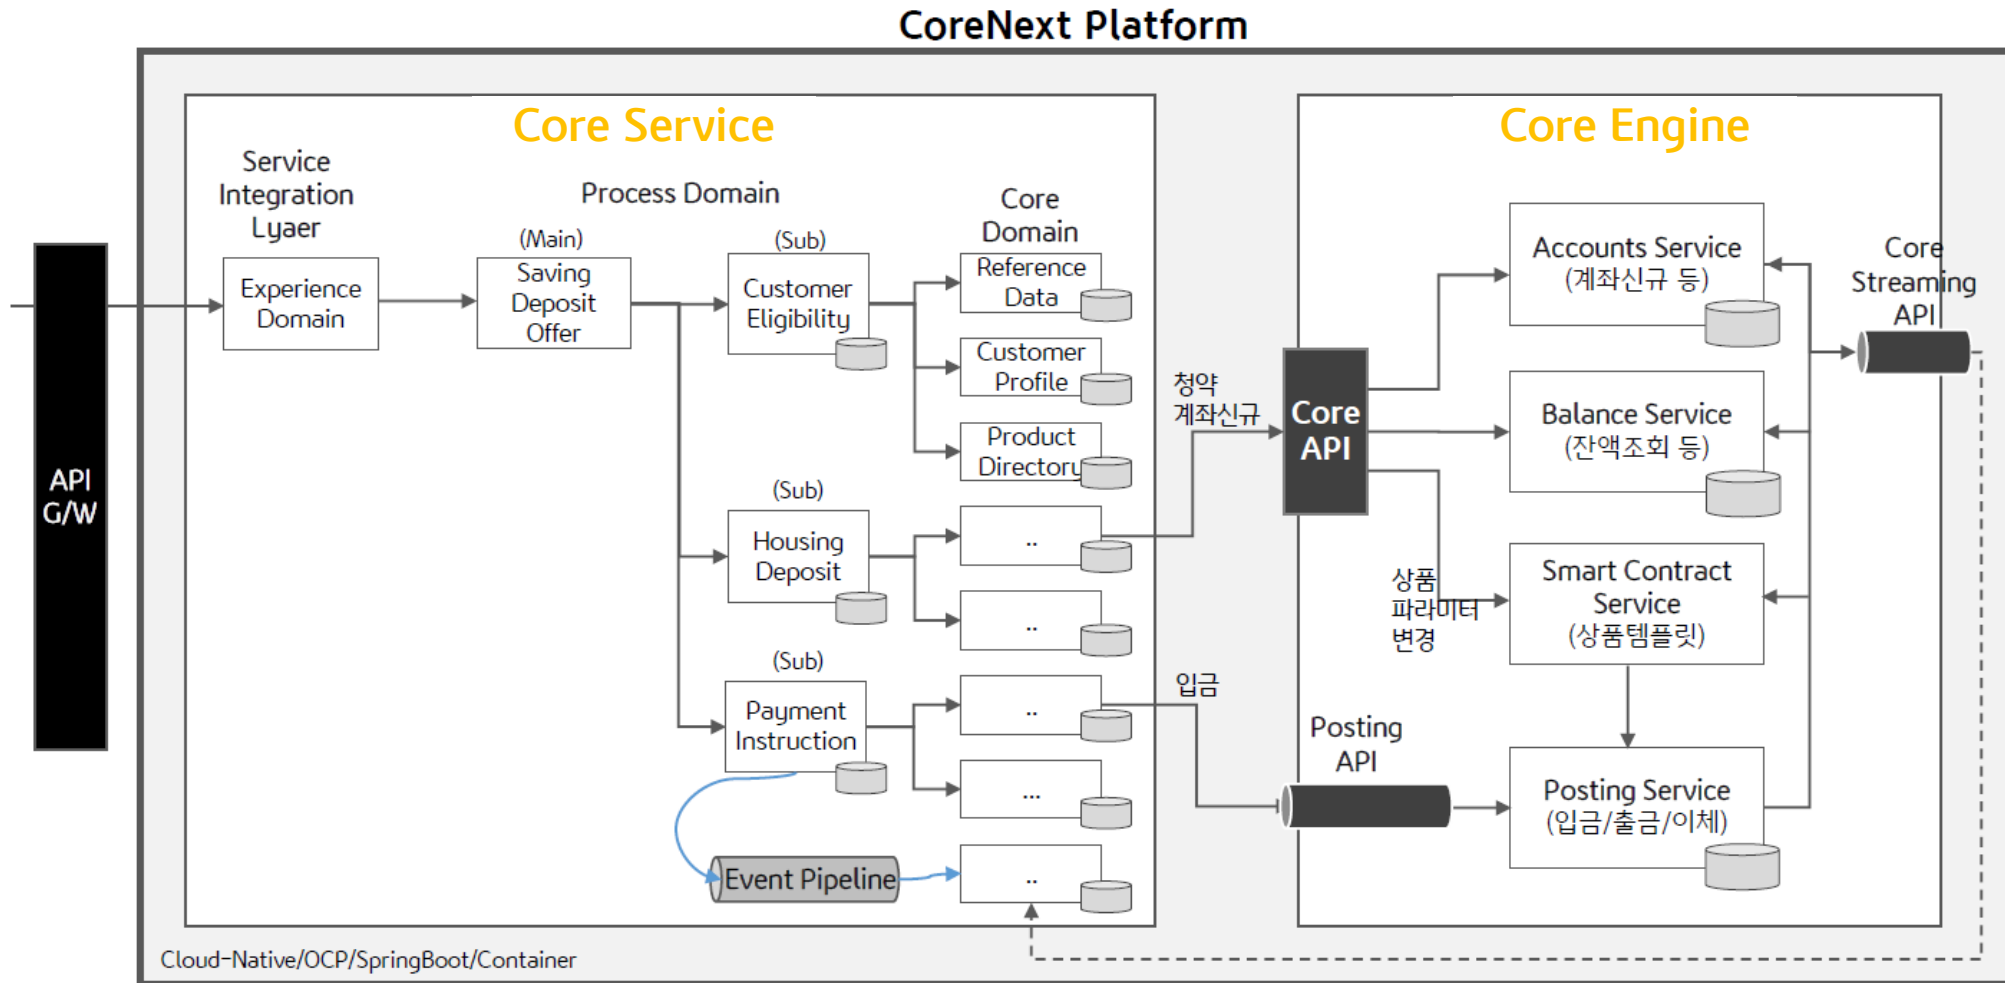 CoreNext Platform
Core Service
Service
Integration
Lyaer
Experience
Domain
API
G/W
Process Domain
(Main)
Saving
Deposit
Offer
(Sub)
Customer
Eligibility
(Sub)
Housing
Deposit
(Sub)
Payment
Instruction
Event Pipeline
Core
Domain
Reference
Data
Customer
Profile
Product
Directory
..
..
..
...
..
청약
계좌신규
입금
Core Engine
Core
API
상품
파라미터
변경
Posting
API
Accounts Service
(계좌신규 등)
Balance Service
(잔액조회 등)
Smart Contract
Service
(상품템플릿)
Posting Service
(입금/출금/이체)
Core
Streaming
API
Cloud-Native/OCP/SpringBoot/Container